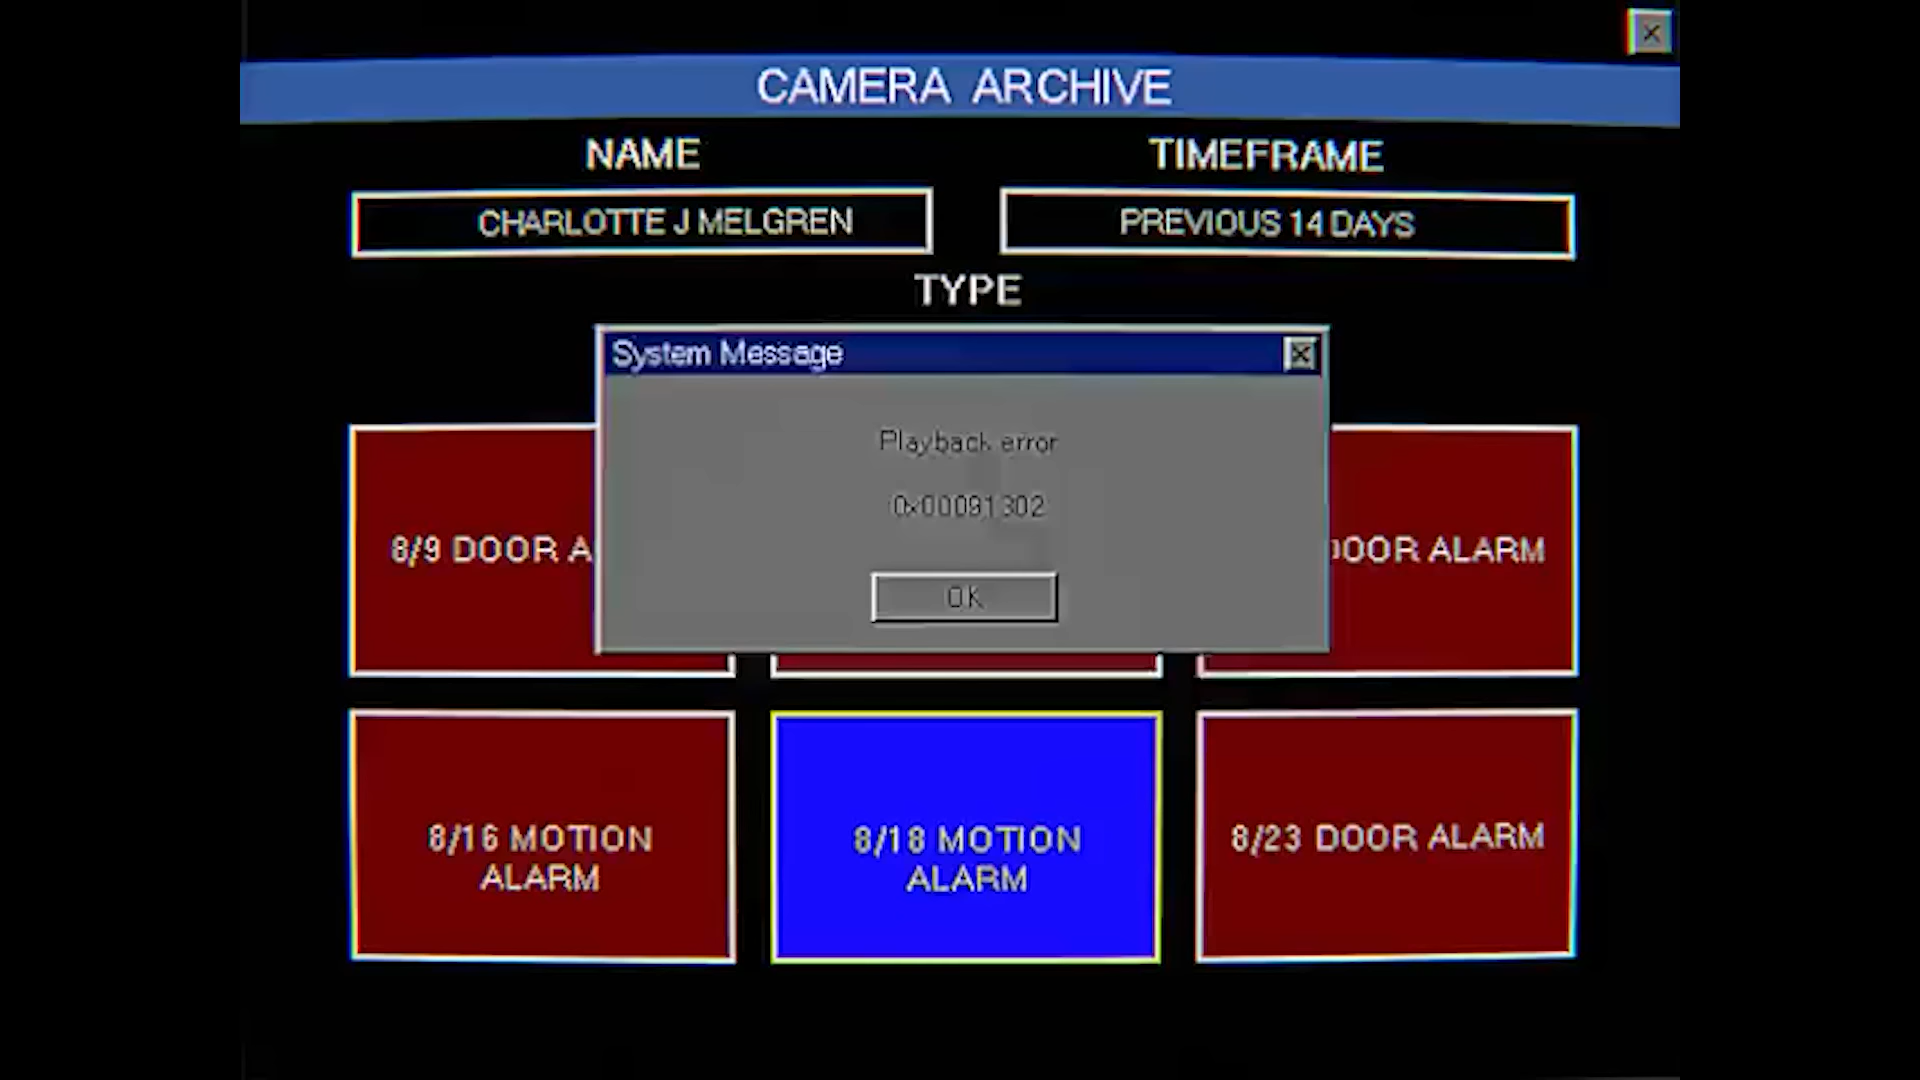 CAMERA ARCHIVE
NAME
TIMEFRAME
CHARLOTTE J MELGREN
PREVIOUS 14 DAYS
TYPE
System Message
Playback error
0x00091302
OK
8/9 DOOR A
DOOR ALARM
8/16 MOTION
ALARM
8/18 MOTION
ALARM
8/23 DOOR ALARM